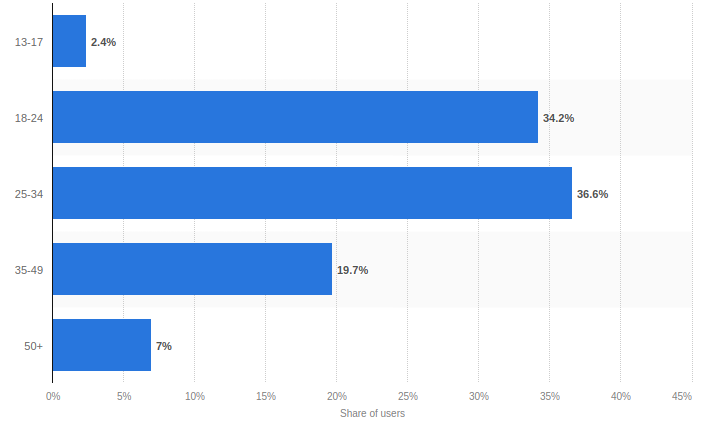 13-17 2.4%
18-24 34.2%
25-34 36.6%
35-49 19.7%
50+ 7%
0% 5% 10% 15% 20% 25% 30% 35% 40% 45%
Share of users